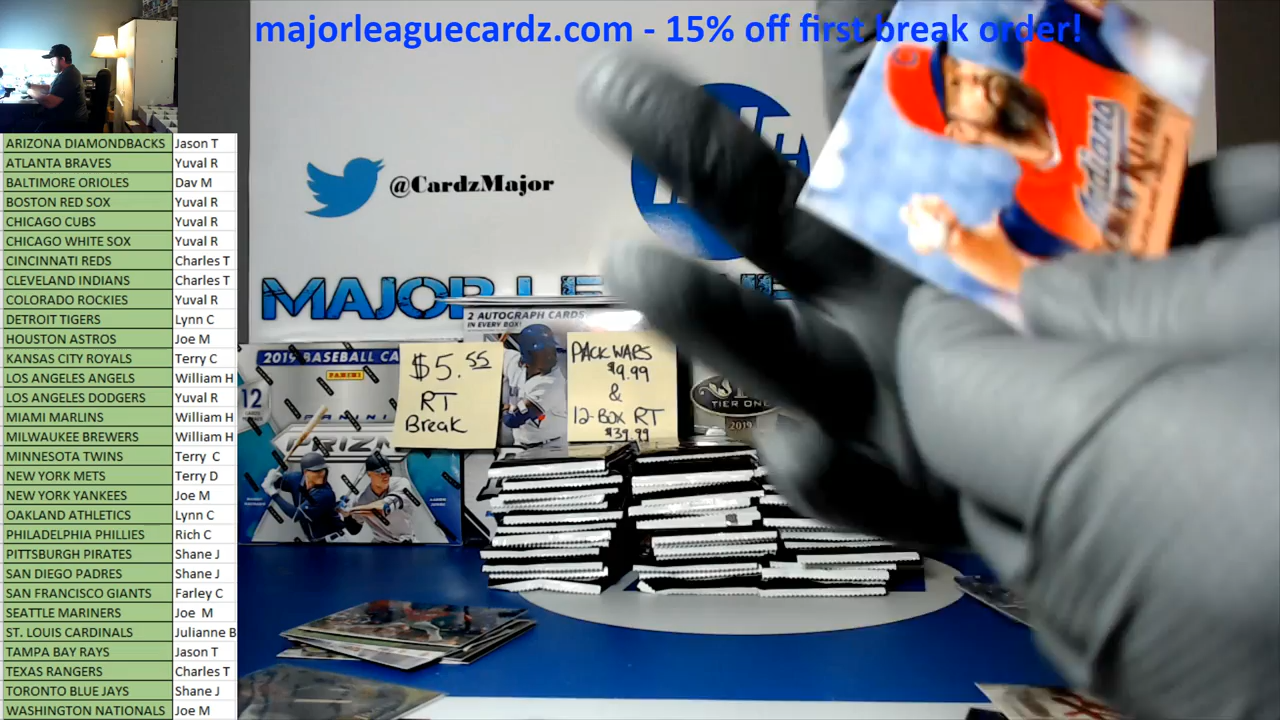 majorleaguecardz.com - 15% off first break order!
@CardzMajor
MAJOR LE
ARIZONA DIAMONDBACKS Jason T
ATLANTA BRAVES Yuval R
BALTIMORE ORIOLES Dav M
BOSTON RED SOX Yuval R
CHICAGO CUBS Yuval R
CHICAGO WHITE SOX Yuval R
CINCINNATI REDS Charles T
CLEVELAND INDIANS Charles T
COLORADO ROCKIES Yuval R
DETROIT TIGERS Lynn C
HOUSTON ASTROS Joe M
KANSAS CITY ROYALS Terry C
LOS ANGELES ANGELS William H
LOS ANGELES DODGERS Yuval R
MIAMI MARLINS William H
MILWAUKEE BREWERS William H
MINNESOTA TWINS Terry C
NEW YORK METS Terry D
NEW YORK YANKEES Joe M
OAKLAND ATHLETICS Lynn C
PHILADELPHIA PHILLIES Rich C
PITTSBURGH PIRATES Shane J
SAN DIEGO PADRES Shane J
SAN FRANCISCO GIANTS Farley C
SEATTLE MARINERS Joe M
ST. LOUIS CARDINALS Julianne B
TAMPA BAY RAYS Jason T
TEXAS RANGERS Charles T
TORONTO BLUE JAYS Shane J
WASHINGTON NATIONALS Joe M
2 AUTOGRAPH CARDS
IN EVERY BOX!
2019 BASEBALL CA
PANINI
12
PRIZM
$5.55
RT
Break
PACK WARS
$9.99
&
12-BOX RT
$39.99
TIER ONE
2019
Indians